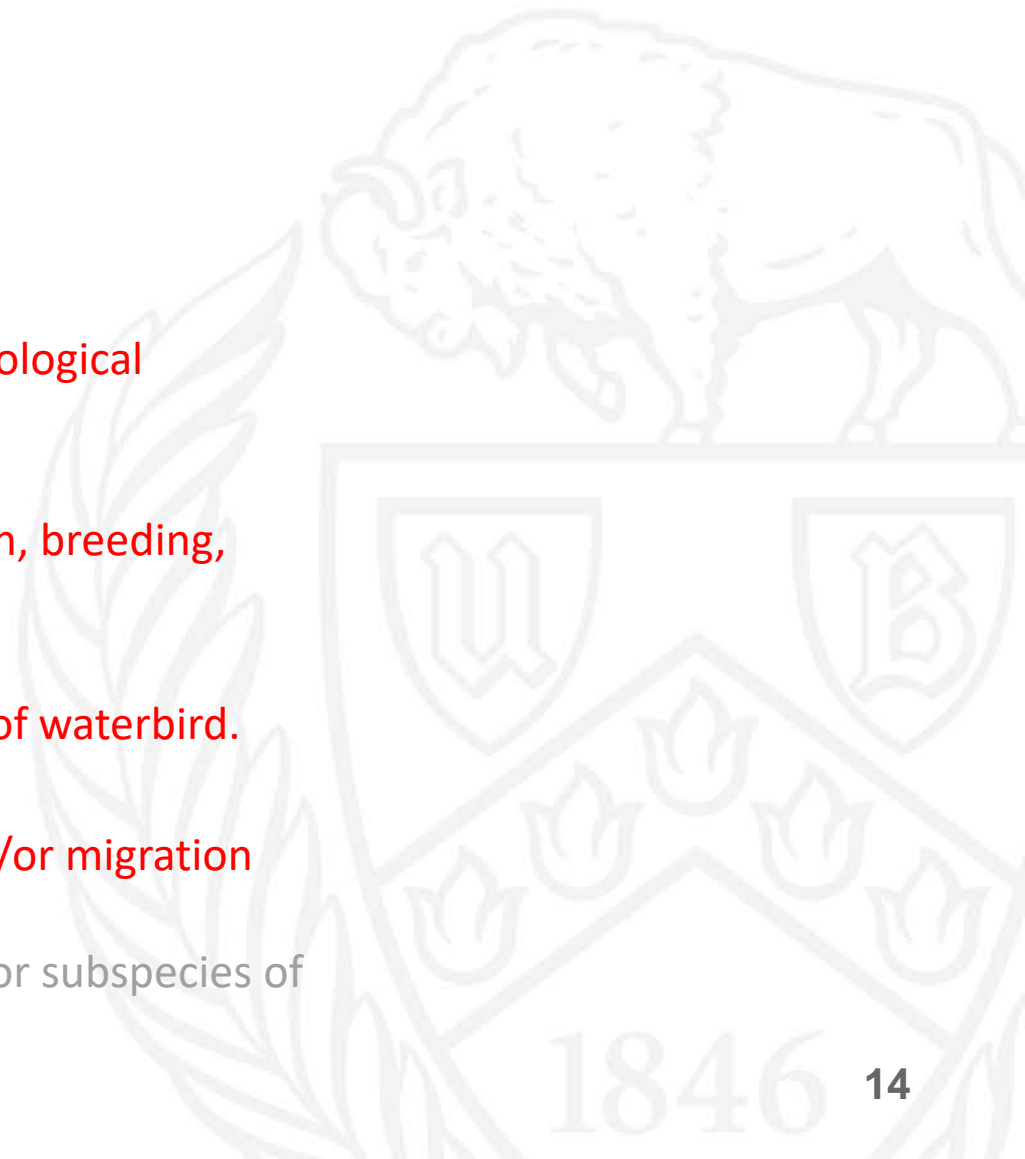 ological
n, breeding,
of waterbird.
/or migration
or subspecies of
U B
1846
14